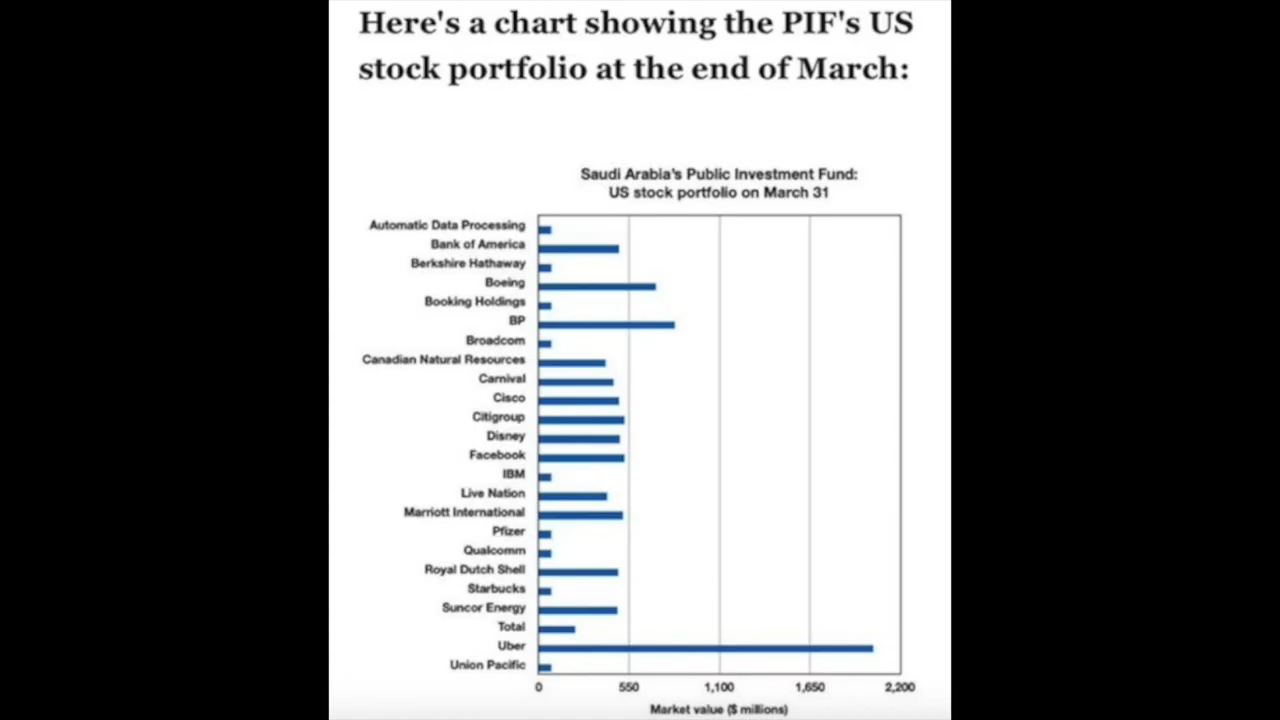 Here's a chart showing the PIF's US
stock portfolio at the end of March:
Saudi Arabia's Public Investment Fund:
US stock portfolio on March 31
Automatic Data Processing
Bank of America
Berkshire Hathaway
Boeing
Booking Holdings
BP
Broadcom
Canadian Natural Resources
Carnival
Cisco
Citigroup
Disney
Facebook
IBM
Live Nation
Marriott International
Pfizer
Qualcomm
Royal Dutch Shell
Starbucks
Suncor Energy
Total
Uber
Union Pacific
0 550 1,100 1,650 2,200
Market value ($ millions)